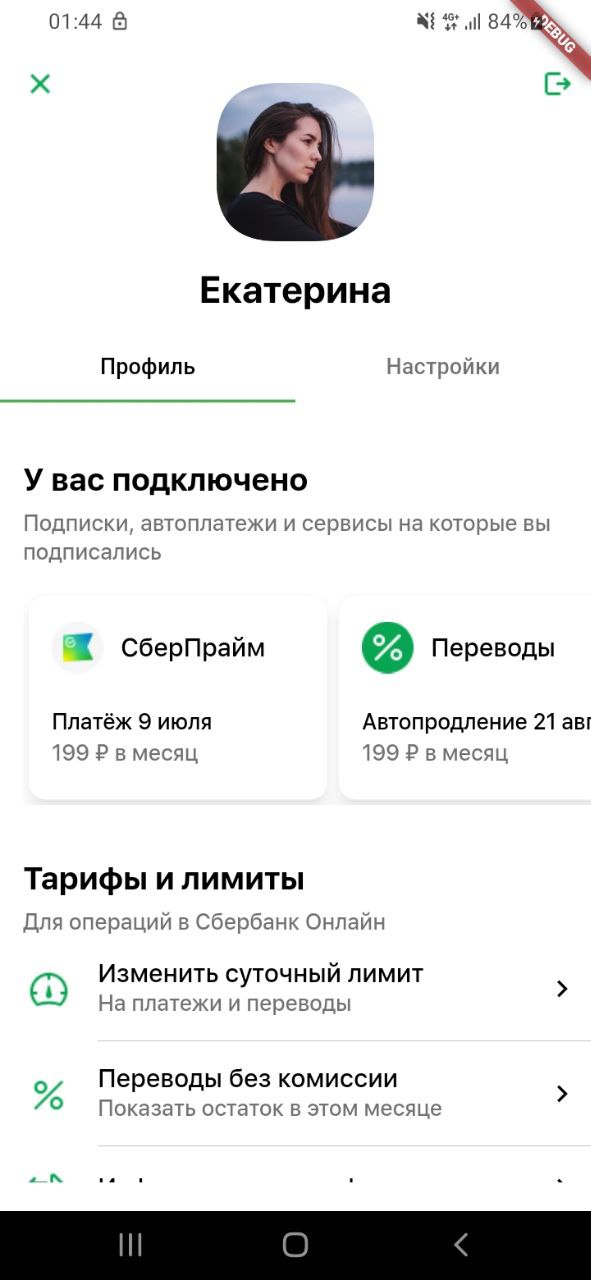 01:44
4G+ 84%
DEBUG
Екатерина
Профиль
Настройки
У вас подключено
Подписки, автоплатежи и сервисы на которые вы
подписались
СберПрайм
Платёж 9 июля
199 ₽ в месяц
Переводы
Автопродление 21 авг
199 ₽ в месяц
Тарифы и лимиты
Для операций в Сбербанк Онлайн
Изменить суточный лимит
На платежи и переводы
Переводы без комиссии
Показать остаток в этом месяце